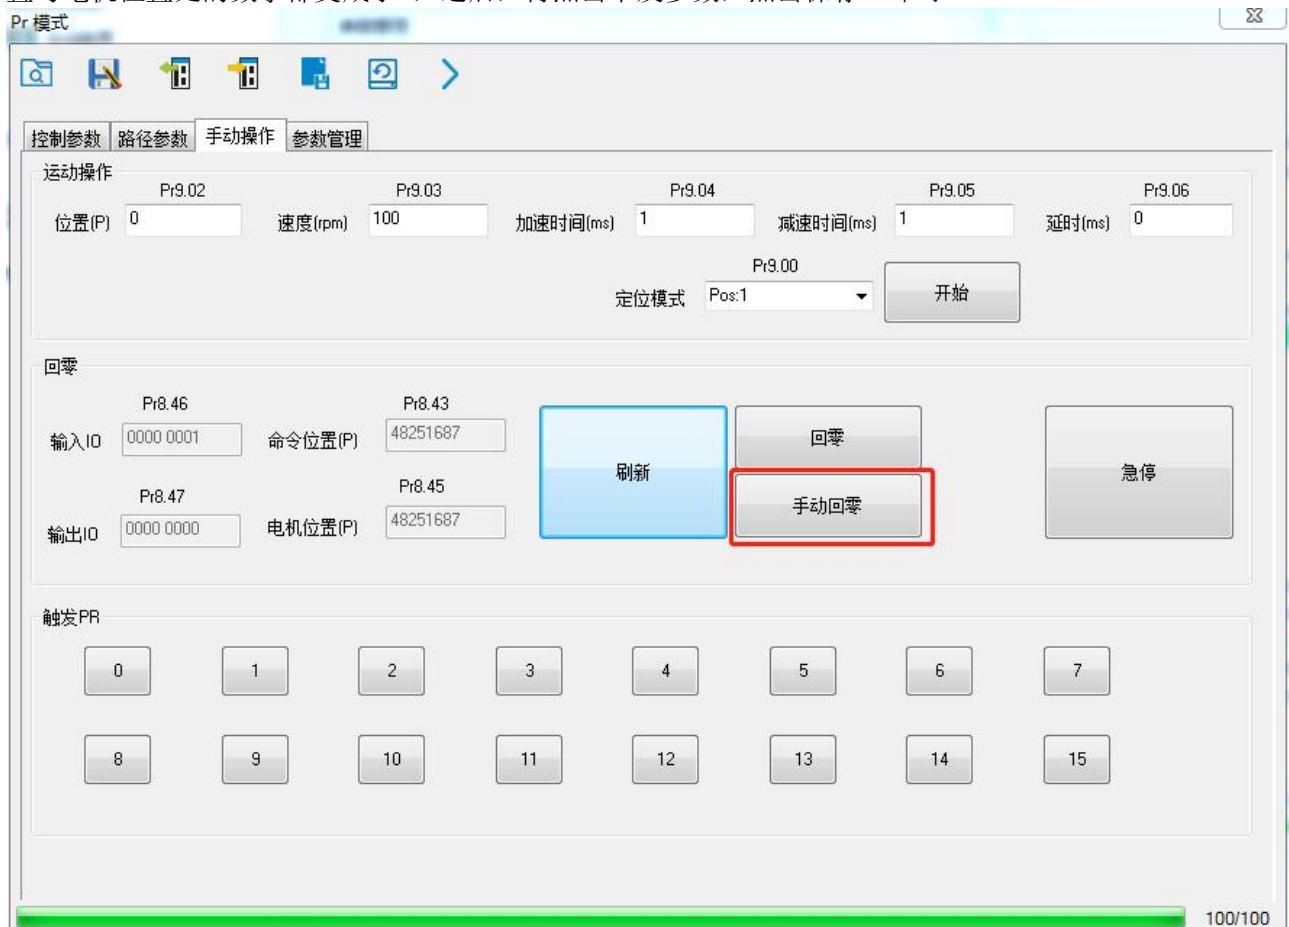 Pr 模式
控制参数 路径参数 手动操作 参数管理
运动操作
Pr9.02 Pr9.03 Pr9.04 Pr9.05 Pr9.06
位置(P) 0 速度(rpm) 100 加速时间(ms) 1 减速时间(ms) 1 延时(ms) 0
Pr9.00
定位模式 Pos:1 开始
回零
Pr8.46 Pr8.43
输入IO 0000 0001 命令位置(P) 48251687 刷新 回零 急停
Pr8.47 Pr8.45 手动回零
输出IO 0000 0000 电机位置(P) 48251687
触发PR
0 1 2 3 4 5 6 7
8 9 10 11 12 13 14 15
100/100